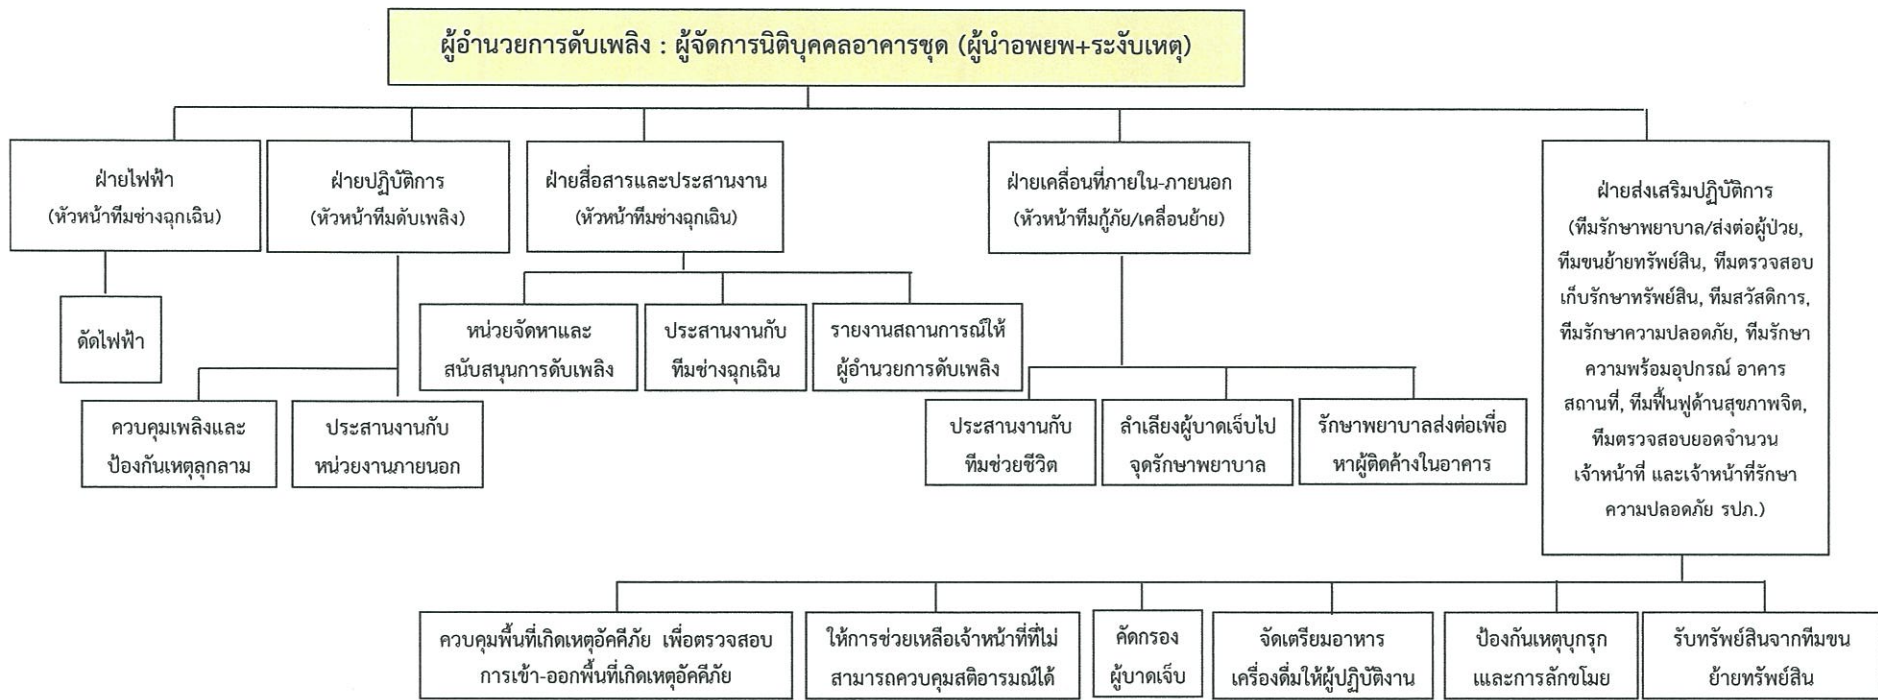 ผู้อำนวยการดับเพลิง : ผู้จัดการนิติบุคคลอาคารชุด (ผู้นำอพยพ+ระงับเหตุ)
ฝ่ายไฟฟ้า
(หัวหน้าทีมช่างฉุกเฉิน)
ฝ่ายปฏิบัติการ
(หัวหน้าทีมดับเพลิง)
ฝ่ายสื่อสารและประสานงาน
(หัวหน้าทีมช่างฉุกเฉิน)
ฝ่ายเคลื่อนที่ภายใน-ภายนอก
(หัวหน้าทีมกู้ภัย/เคลื่อนย้าย)
ฝ่ายส่งเสริมปฏิบัติการ
(ทีมรักษาพยาบาล/ส่งต่อผู้ป่วย,
ทีมขนย้ายทรัพย์สิน, ทีมตรวจสอบ
เก็บรักษาทรัพย์สิน, ทีมสวัสดิการ,
ทีมรักษาความปลอดภัย, ทีมรักษา
ความพร้อมอุปกรณ์ อาคาร
สถานที่, ทีมฟื้นฟูด้านสุขภาพจิต,
ทีมตรวจสอบยอดจำนวน
เจ้าหน้าที่ และเจ้าหน้าที่รักษา
ความปลอดภัย รปภ.)
ตัดไฟฟ้า
หน่วยจัดหาและ
สนับสนุนการดับเพลิง
ประสานงานกับ
ทีมช่างฉุกเฉิน
รายงานสถานการณ์ให้
ผู้อำนวยการดับเพลิง
ควบคุมเพลิงและ
ป้องกันเหตุลุกลาม
ประสานงานกับ
หน่วยงานภายนอก
ประสานงานกับ
ทีมช่วยชีวิต
ลำเลียงผู้บาดเจ็บไป
จุดรักษาพยาบาล
รักษาพยาบาลส่งต่อเพื่อ
หาผู้ติดค้างในอาคาร
ควบคุมพื้นที่เกิดเหตุอัคคีภัย เพื่อตรวจสอบ
การเข้า-ออกพื้นที่เกิดเหตุอัคคีภัย
ให้การช่วยเหลือเจ้าหน้าที่ที่ไม่
สามารถควบคุมสติอารมณ์ได้
คัดกรอง
ผู้บาดเจ็บ
จัดเตรียมอาหาร
เครื่องดื่มให้ผู้ปฏิบัติงาน
ป้องกันเหตุบุกรุก
และการลักขโมย
รับทรัพย์สินจากทีมขน
ย้ายทรัพย์สิน